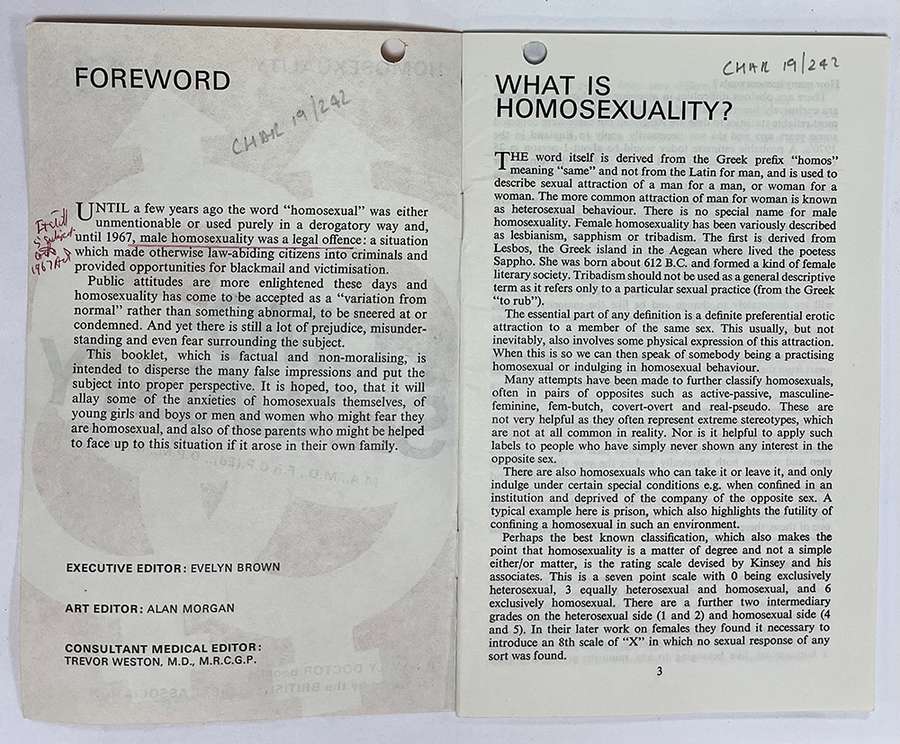 FOREWORD
CHAR 19/242
UNTIL a few years ago the word "homosexual" was either
unmentionable or used purely in a derogatory way and,
until 1967, male homosexuality was a legal offence: a situation
which made otherwise law-abiding citizens into criminals and
provided opportunities for blackmail and victimisation.
It still
is subject
1967 Act
Public attitudes are more enlightened these days and
homosexuality has come to be accepted as a "variation from
normal" rather than something abnormal, to be sneered at or
condemned. And yet there is still a lot of prejudice, misunder-
standing and even fear surrounding the subject.
This booklet, which is factual and non-moralising, is
intended to disperse the many false impressions and put the
subject into proper perspective. It is hoped, too, that it will
allay some of the anxieties of homosexuals themselves, of
young girls and boys or men and women who might fear they
are homosexual, and also of those parents who might be helped
to face up to this situation if it arose in their own family.
EXECUTIVE EDITOR: EVELYN BROWN
ART EDITOR: ALAN MORGAN
CONSULTANT MEDICAL EDITOR:
TREVOR WESTON, M.D., M.R.C.G.P.
CHAR 19/242
WHAT IS
HOMOSEXUALITY?
THE word itself is derived from the Greek prefix "homos"
meaning "same" and not from the Latin for man, and is used to
describe sexual attraction of a man for a man, or woman for a
woman. The more common attraction of man for woman is known
as heterosexual behaviour. There is no special name for male
homosexuality. Female homosexuality has been variously described
as lesbianism, sapphism or tribadism. The first is derived from
Lesbos, the Greek island in the Aegean where lived the poetess
Sappho. She was born about 612 B.C. and formed a kind of female
literary society. Tribadism should not be used as a general descriptive
term as it refers only to a particular sexual practice (from the Greek
"to rub").
The essential part of any definition is a definite preferential erotic
attraction to a member of the same sex. This usually, but not
inevitably, also involves some physical expression of this attraction.
When this is so we can then speak of somebody being a practising
homosexual or indulging in homosexual behaviour.
Many attempts have been made to further classify homosexuals,
often in pairs of opposites such as active-passive, masculine-
feminine, fem-butch, covert-overt and real-pseudo. These are
not very helpful as they often represent extreme stereotypes, which
are not at all common in reality. Nor is it helpful to apply such
labels to people who have simply never shown any interest in the
opposite sex.
There are also homosexuals who can take it or leave it, and only
indulge under certain special conditions e.g. when confined in an
institution and deprived of the company of the opposite sex. A
typical example here is prison, which also highlights the futility of
confining a homosexual in such an environment.
Perhaps the best known classification, which also makes the
point that homosexuality is a matter of degree and not a simple
either/or matter, is the rating scale devised by Kinsey and his
associates. This is a seven point scale with 0 being exclusively
heterosexual, 3 equally heterosexual and homosexual, and 6
exclusively homosexual. There are a further two intermediary
grades on the heterosexual side (1 and 2) and homosexual side (4
and 5). In their later work on females they found it necessary to
introduce an 8th scale of "X" in which no sexual response of any
sort was found.
3